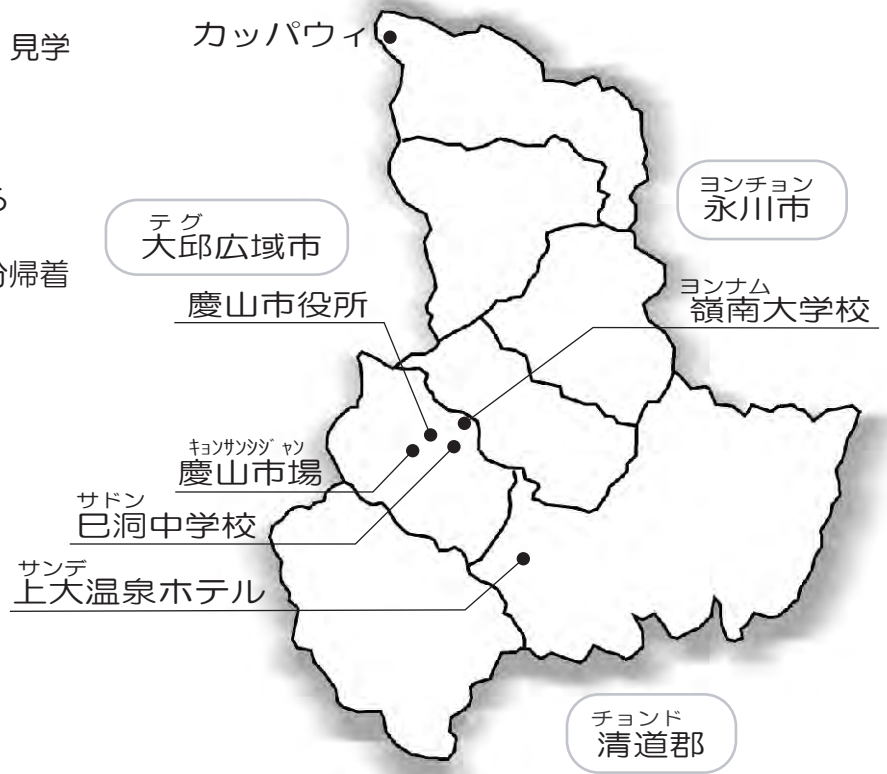 見学
カッパウィ
る
ヨンチョン
永川市
テグ
大邱広域市
分帰着
慶山市役所
ヨンナム
嶺南大学校
キョンサンシジャン
慶山市場
サドン
巳洞中学校
サンデ
上大温泉ホテル
チョンド
清道郡